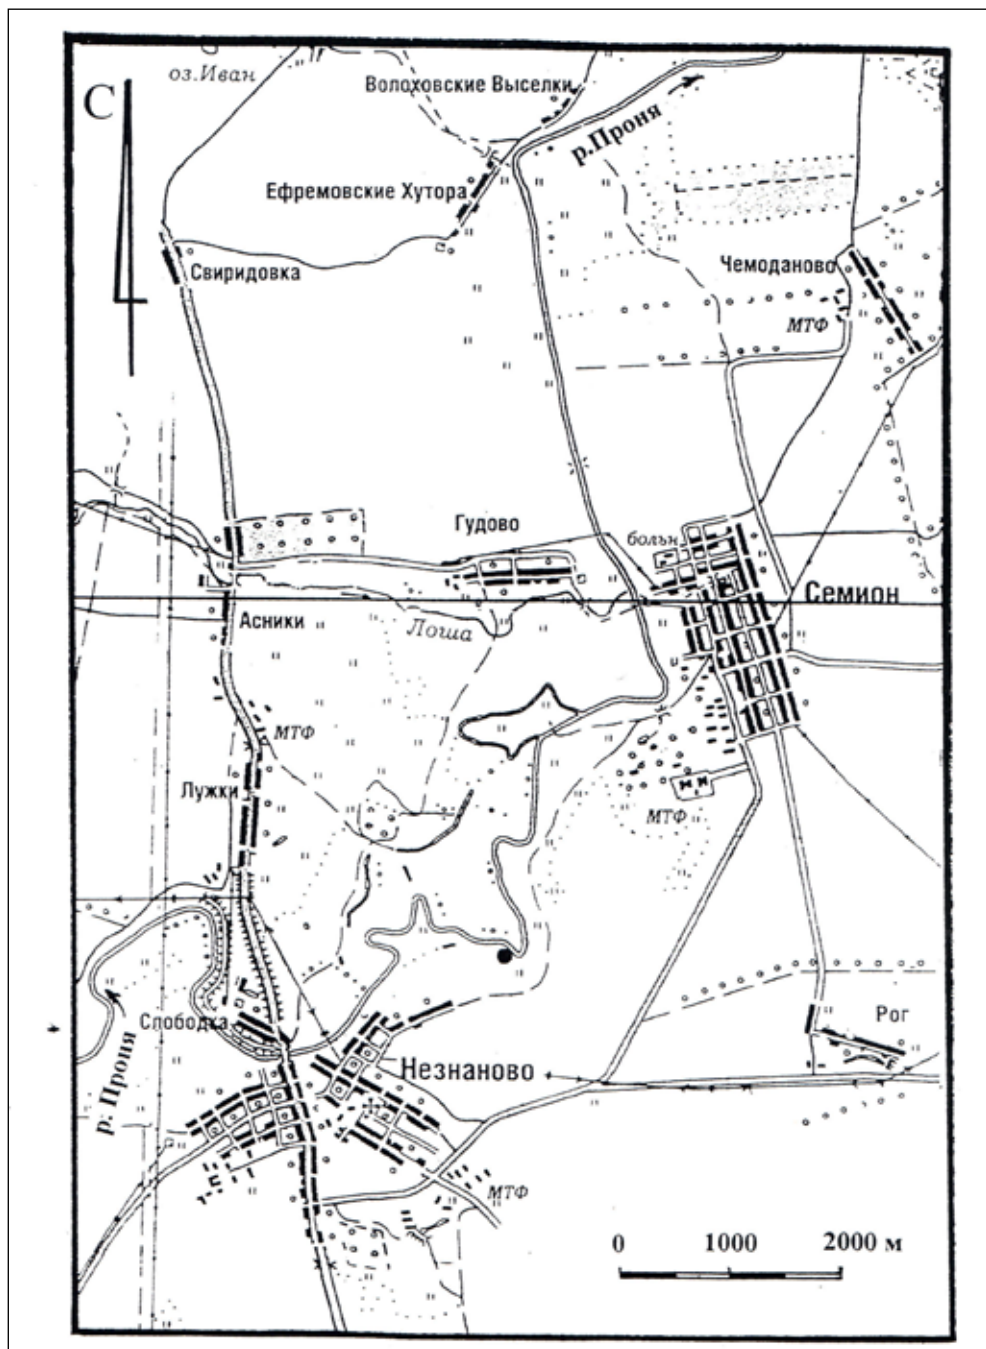 оз.Иван
С
Волоховские Выселки
р.Проня
Ефремовские Хутора
Свиридовка
Чемоданово
МТФ
Гудово
больн
Семион
Асники
Лоша
МТФ
Лужки
МТФ
Слободка
Рог
р. Проня
Незнаново
МТФ
0 1000 2000 м